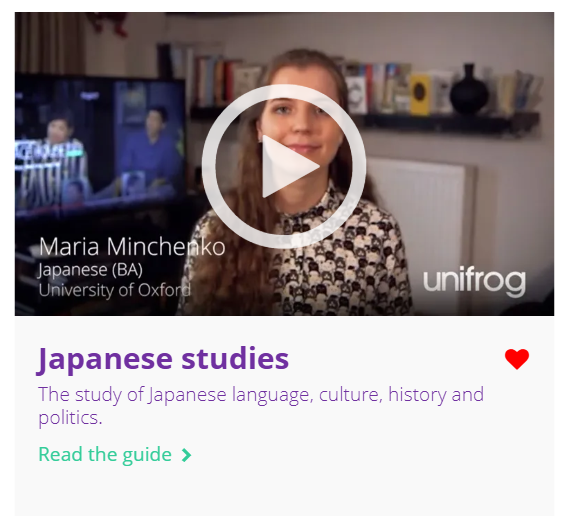 Maria Minchenko
Japanese (BA)
University of Oxford
unifrog
Japanese studies
The study of Japanese language, culture, history and
politics.
Read the guide